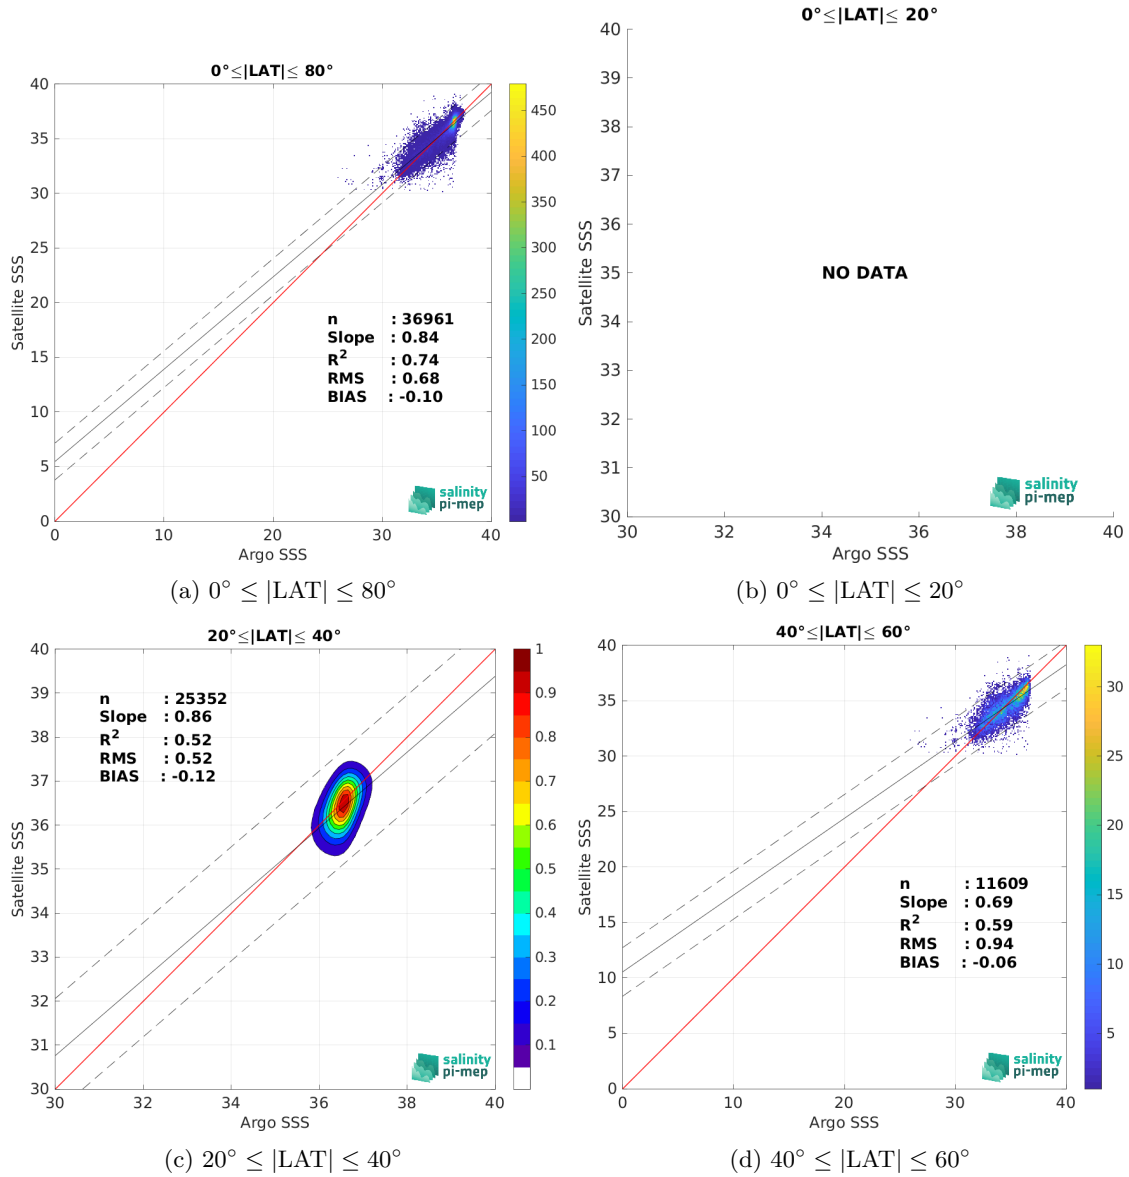 0°≤|LAT|≤ 80°
40
35
30
25
20
15
10
5
0
0
10
20
30
40
Satellite SSS
Argo SSS
n : 36961
Slope : 0.84
R² : 0.74
RMS : 0.68
BIAS : -0.10
salinity
pi-mep
450
400
350
300
250
200
150
100
50
(a) 0° ≤ |LAT| ≤ 80°
0°≤|LAT|≤ 20°
40
39
38
37
36
35
34
33
32
31
30
30
32
34
36
38
40
Satellite SSS
Argo SSS
NO DATA
salinity
pi-mep
(b) 0° ≤ |LAT| ≤ 20°
20°≤|LAT|≤ 40°
40
39
38
37
36
35
34
33
32
31
30
30
32
34
36
38
40
Satellite SSS
Argo SSS
n : 25352
Slope : 0.86
R² : 0.52
RMS : 0.52
BIAS : -0.12
salinity
pi-mep
1
0.9
0.8
0.7
0.6
0.5
0.4
0.3
0.2
0.1
(c) 20° ≤ |LAT| ≤ 40°
40°≤|LAT|≤ 60°
40
35
30
25
20
15
10
5
0
0
10
20
30
40
Satellite SSS
Argo SSS
n : 11609
Slope : 0.69
R² : 0.59
RMS : 0.94
BIAS : -0.06
salinity
pi-mep
30
25
20
15
10
5
(d) 40° ≤ |LAT| ≤ 60°